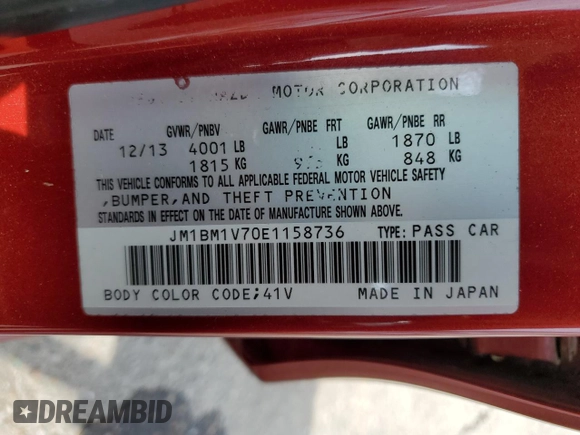 MOTOR CORPORATION
DATE GVWR/PNBV GAWR/PNBE FRT GAWR/PNBE RR
12/13 4001 LB LB 1870 LB
1815 KG KG 848 KG
THIS VEHICLE CONFORMS TO ALL APPLICABLE FEDERAL MOTOR VEHICLE SAFETY
,BUMPER,AND THEFT PREVENTION
STANDARDS IN EFFECT ON THE DATE OF MANUFACTURE SHOWN ABOVE.
JM1BM1V70E1158736 TYPE: PASS CAR
BODY COLOR CODE;41V MADE IN JAPAN
DREAMBID